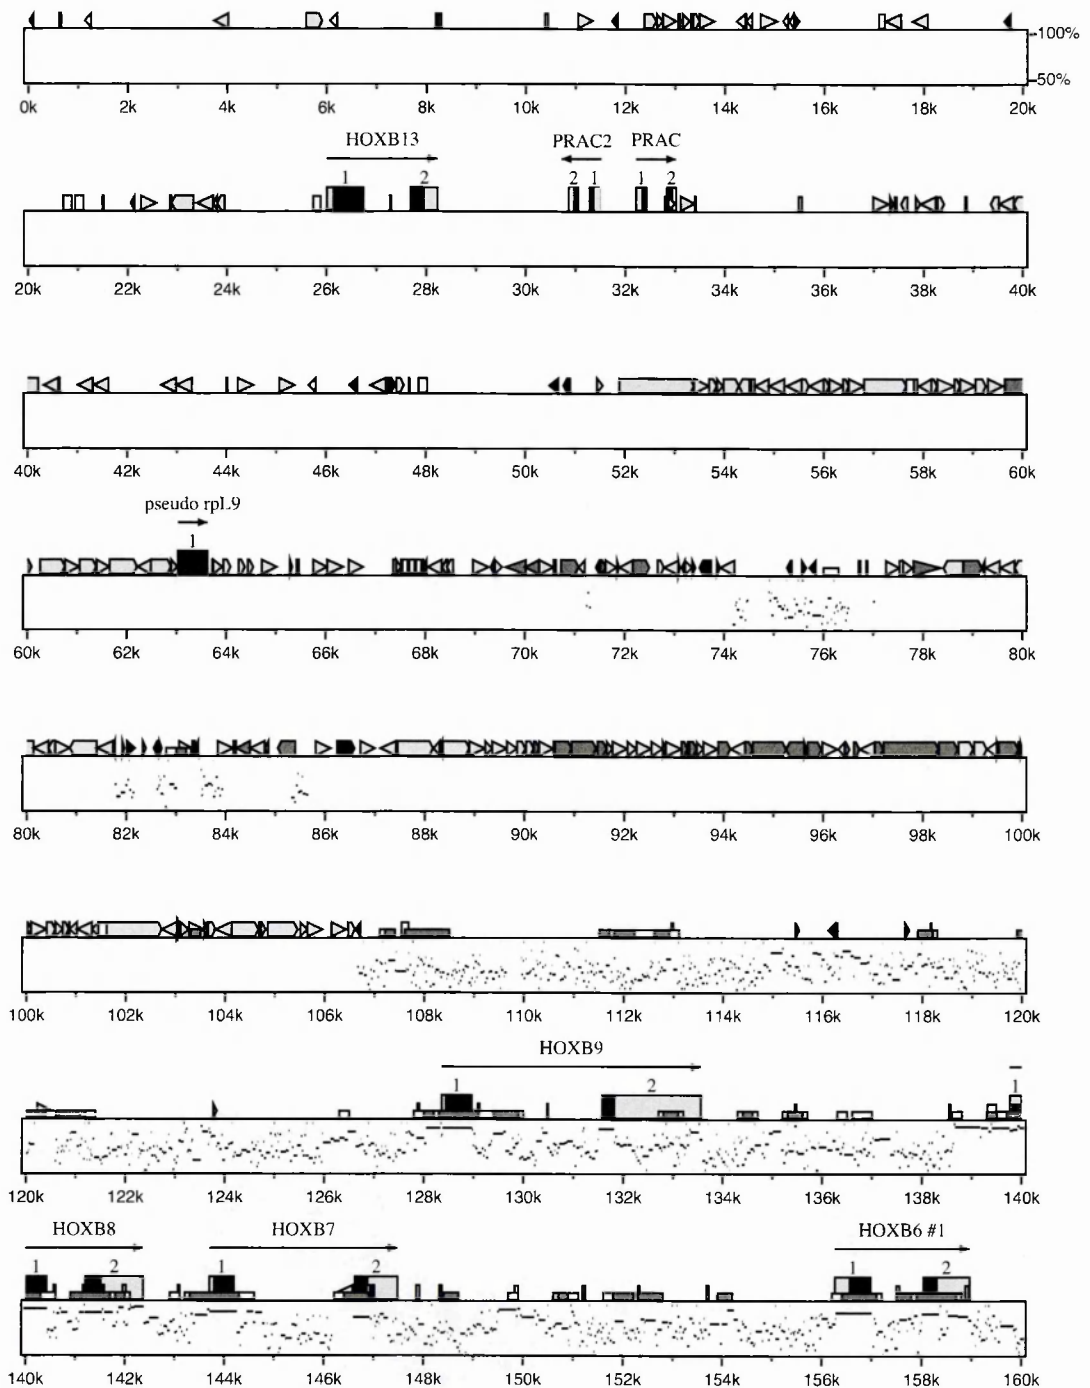 100%
50%
0k 2k 4k 6k 8k 10k 12k 14k 16k 18k 20k
HOXB13 PRAC2 PRAC
1 2 2 1 1 2
20k 22k 24k 26k 28k 30k 32k 34k 36k 38k 40k
40k 42k 44k 46k 48k 50k 52k 54k 56k 58k 60k
pseudo rpL9
1
60k 62k 64k 66k 68k 70k 72k 74k 76k 78k 80k
80k 82k 84k 86k 88k 90k 92k 94k 96k 98k 100k
100k 102k 104k 106k 108k 110k 112k 114k 116k 118k 120k
HOXB9
1 2 1
120k 122k 124k 126k 128k 130k 132k 134k 136k 138k 140k
HOXB8 HOXB7 HOXB6 #1
1 2 1 2 1 2
140k 142k 144k 146k 148k 150k 152k 154k 156k 158k 160k